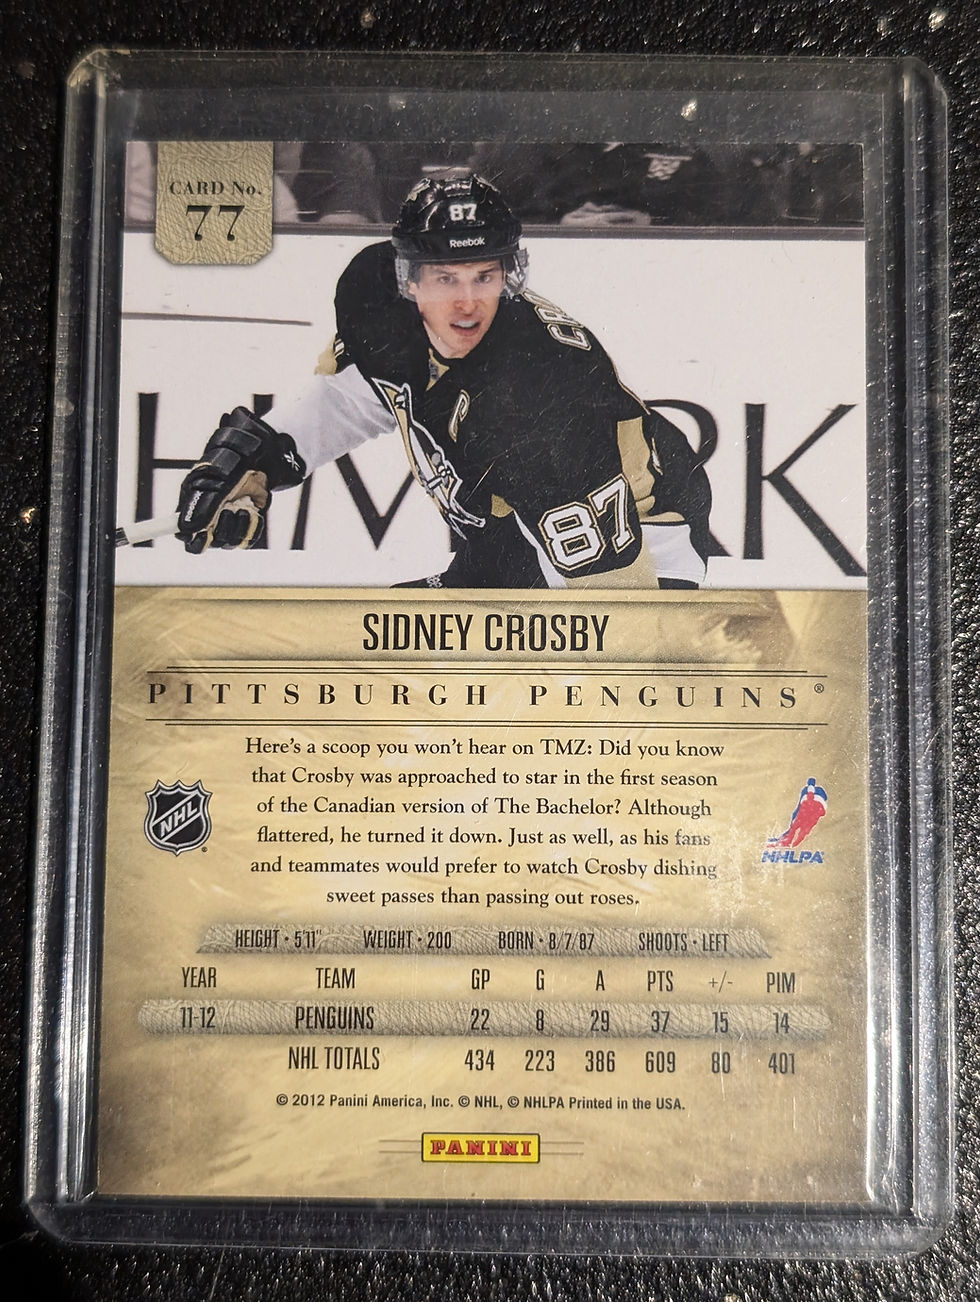 CARD No.
77
87
Reebok
CR
C
Reebok
87
HM RK
SIDNEY CROSBY
PITTSBURGH PENGUINS®
Here's a scoop you won't hear on TMZ: Did you know
that Crosby was approached to star in the first season
of the Canadian version of The Bachelor? Although
flattered, he turned it down. Just as well, as his fans
and teammates would prefer to watch Crosby dishing
sweet passes than passing out roses.
NHL
NHLPA
HEIGHT • 5'11" WEIGHT • 200 BORN • 8/7/87 SHOOTS • LEFT
YEAR TEAM GP G A PTS +/- PIM
11-12 PENGUINS 22 8 29 37 15 14
NHL TOTALS 434 223 386 609 80 401
© 2012 Panini America, Inc. © NHL, © NHLPA Printed in the USA.
PANINI